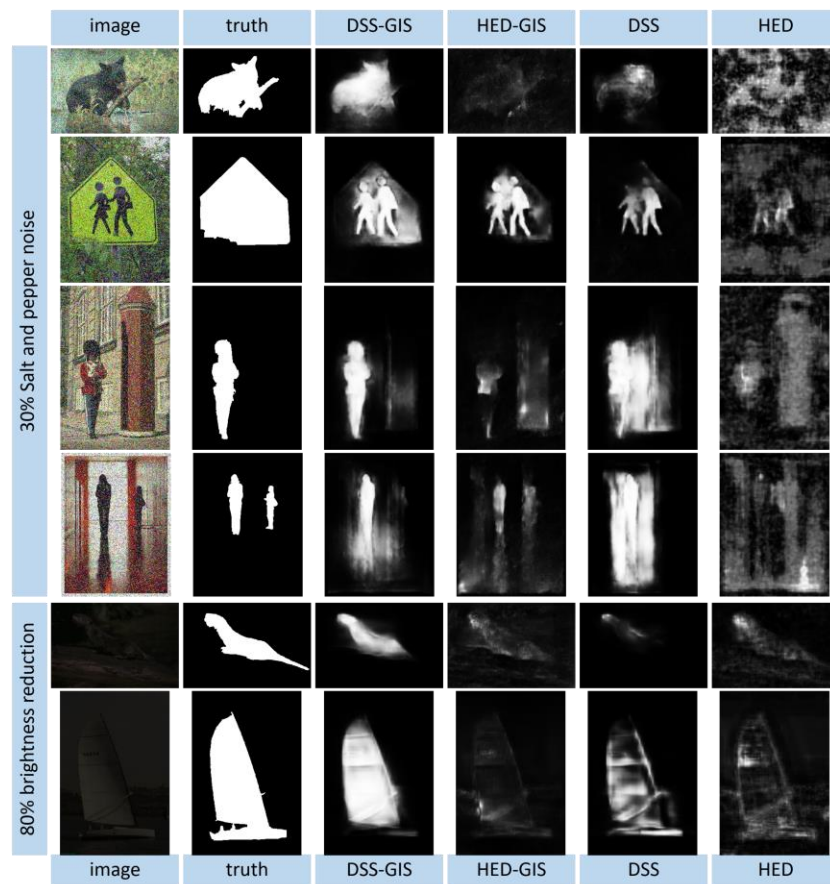 image truth DSS-GIS HED-GIS DSS HED
30% Salt and pepper noise
80% brightness reduction
image truth DSS-GIS HED-GIS DSS HED